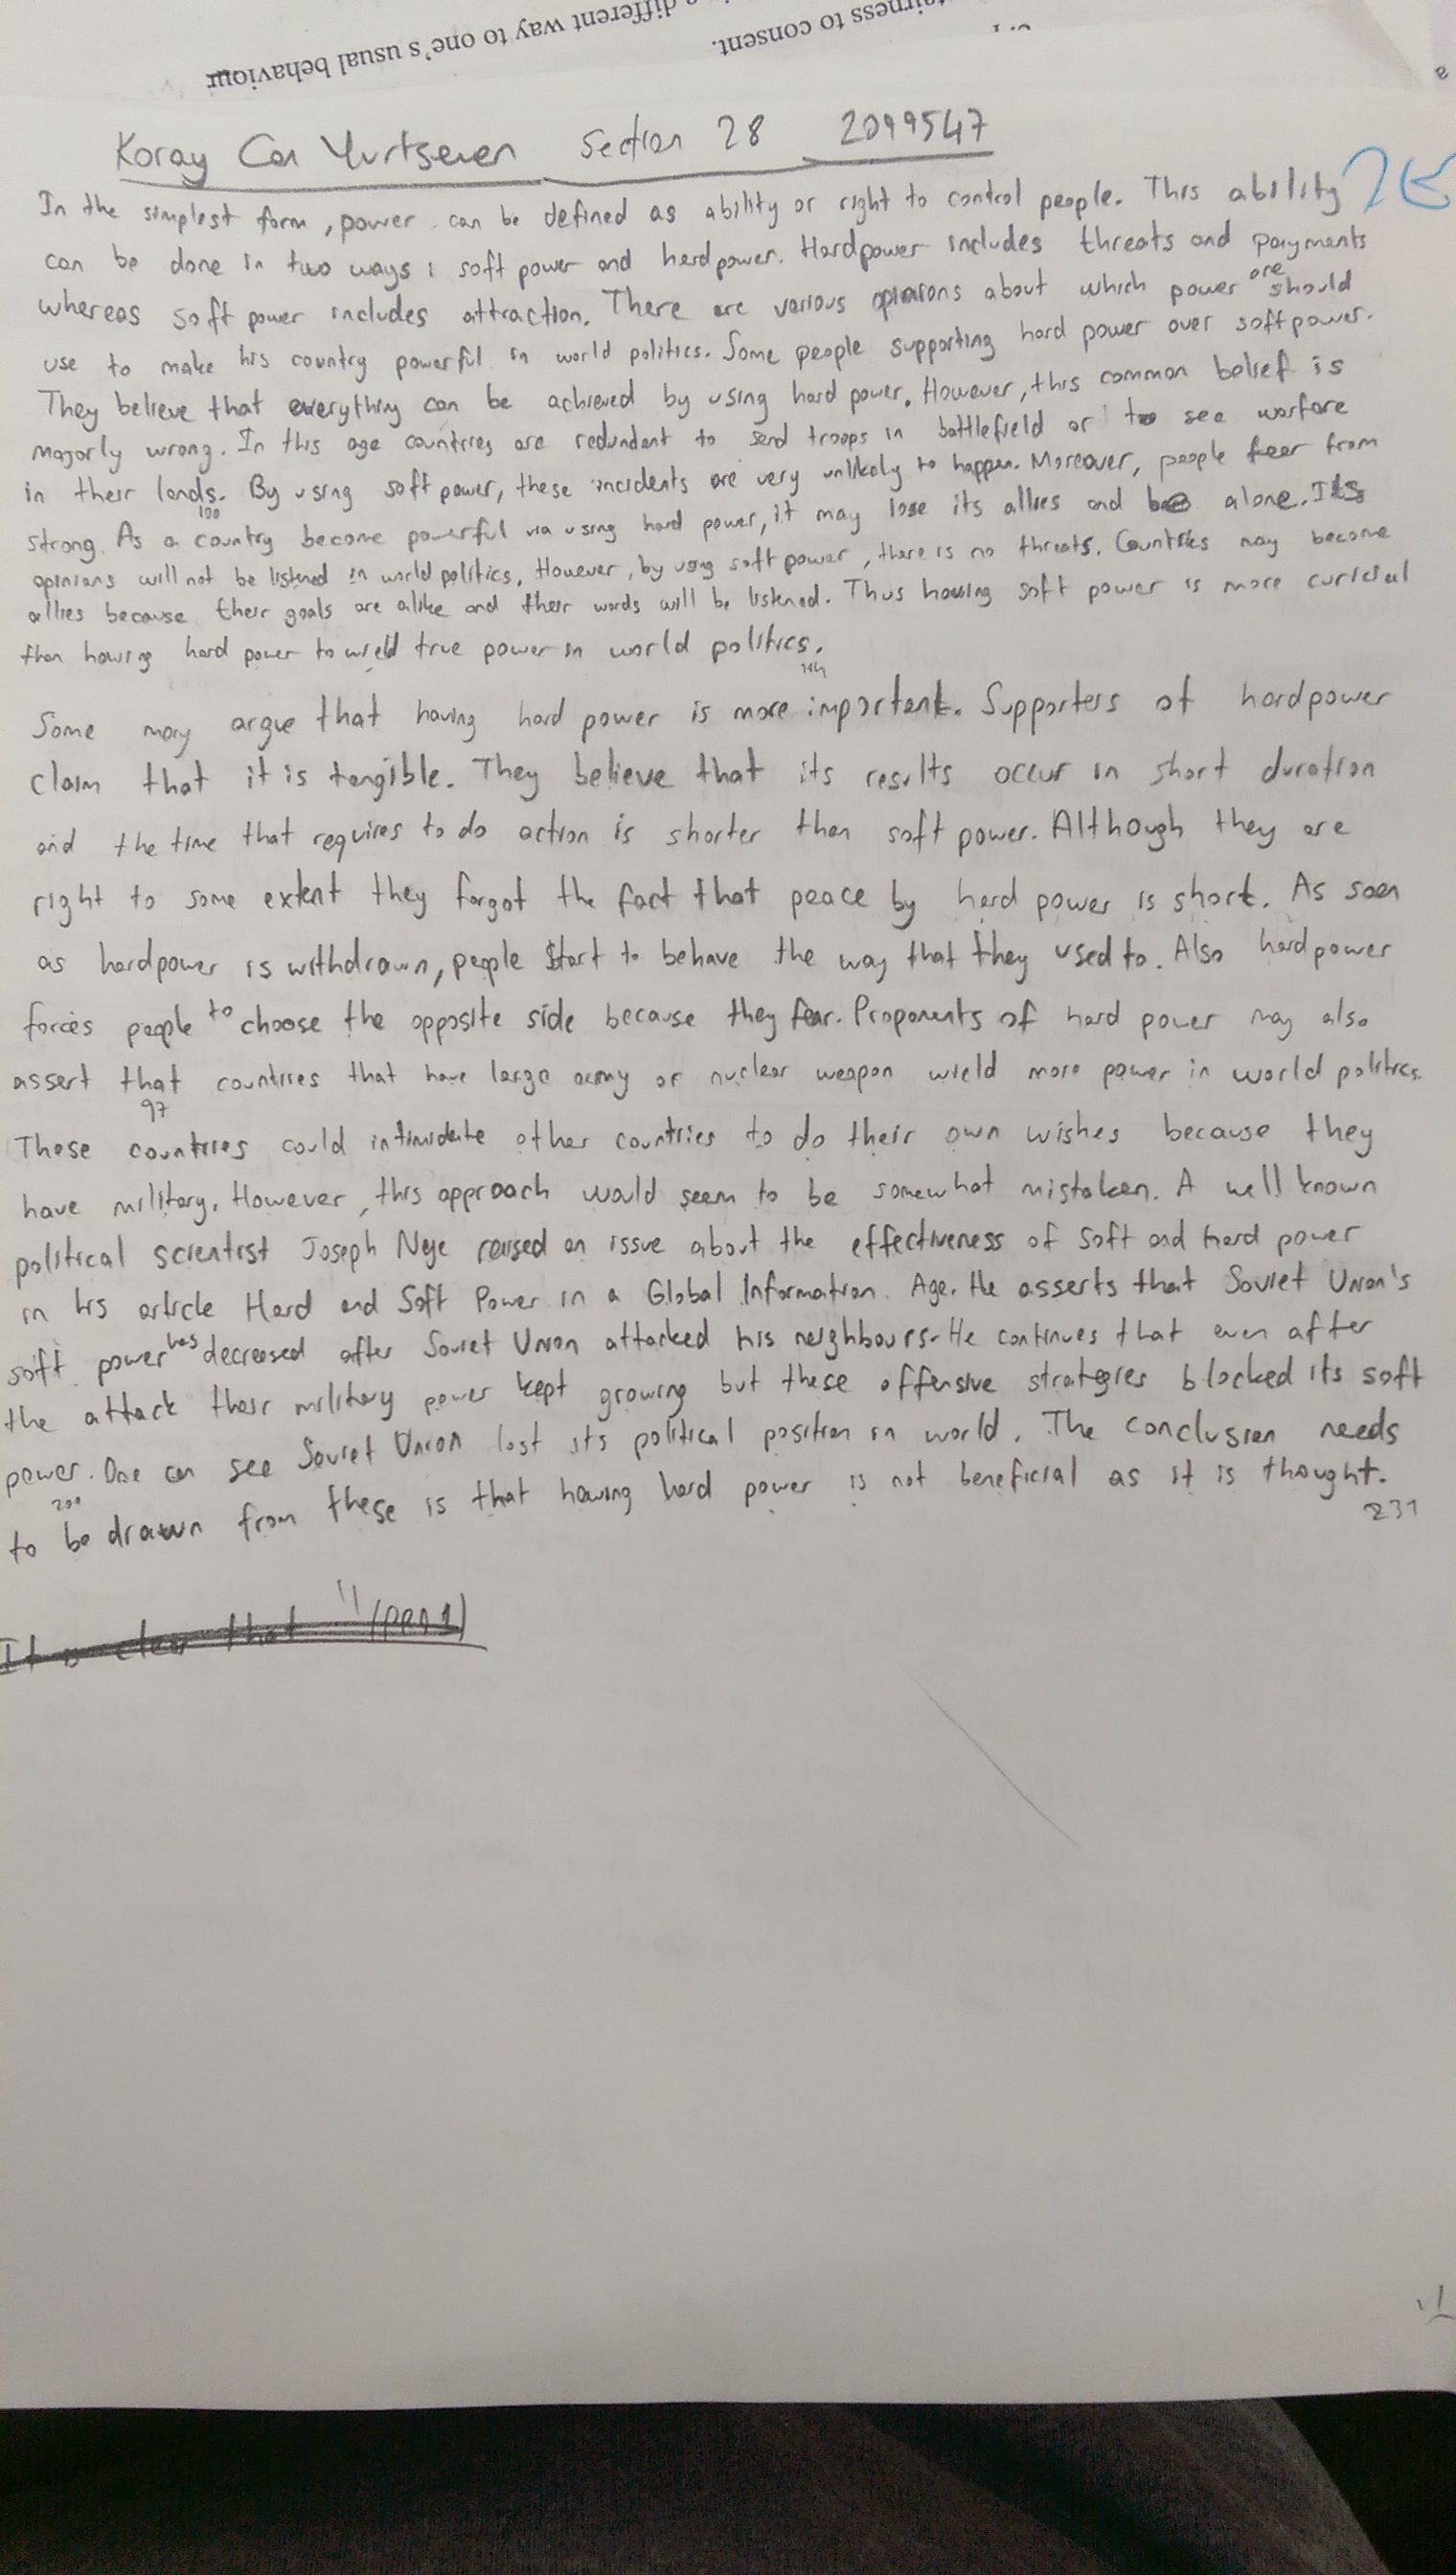 a different way to one's usual behaviour
to consent.
Koray Can Yurtseven Section 28 2099547
In the simplest form, power can be defined as ability or right to control people. This ability
can be done in two ways : soft power and hardpower. Hardpower includes threats and payments
whereas soft power includes attraction. There are various opinions about which power one should
use to make his country powerful in world politics. Some people supporting hard power over softpower.
They believe that everything can be achieved by using hard power. However, this common belief is
majorly wrong. In this age countries are redundant to send troops in battlefield or to see warfare
in their lands. By using soft power, these incidents are very unlikely to happen. Moreover, people fear from
100
strong. As a country become powerful via using hard power, it may lose its allies and be alone. Its
opinions will not be listened in world politics. However, by using soft power, there is no threats. Countries may become
allies because their goals are alike and their words will be listened. Thus having soft power is more curicial
than having hard power to wield true power in world politics.
Some may argue that having hard power is more important. Supporters of hardpower
claim that it is tangible. They believe that its results occur in short duration
and the time that requires to do action is shorter than soft power. Although they are
right to some extent they forgot the fact that peace by hard power is short. As soon
as hardpower is withdrawn, people start to behave the way that they used to. Also hardpower
forces people to choose the opposite side because they fear. Proponents of hard power may also
assert that countries that have large army or nuclear weapon wield more power in world politics.
97
These countries could intimidate other countries to do their own wishes because they
have military. However, this approach would seem to be somewhat mistaken. A well known
political scientist Joseph Nye raised an issue about the effectiveness of soft and hard power
in his article Hard and Soft Power in a Global Information Age. He asserts that Soviet Union's
soft power has decreased after Soviet Union attacked his neighbours. He continues that even after
the attack their military power kept growing but these offensive strategies blocked its soft
power. One can see Soviet Union lost its political position in world. The conclusion needs
200
to be drawn from these is that having hard power is not beneficial as it is thought.
231
It is clear that